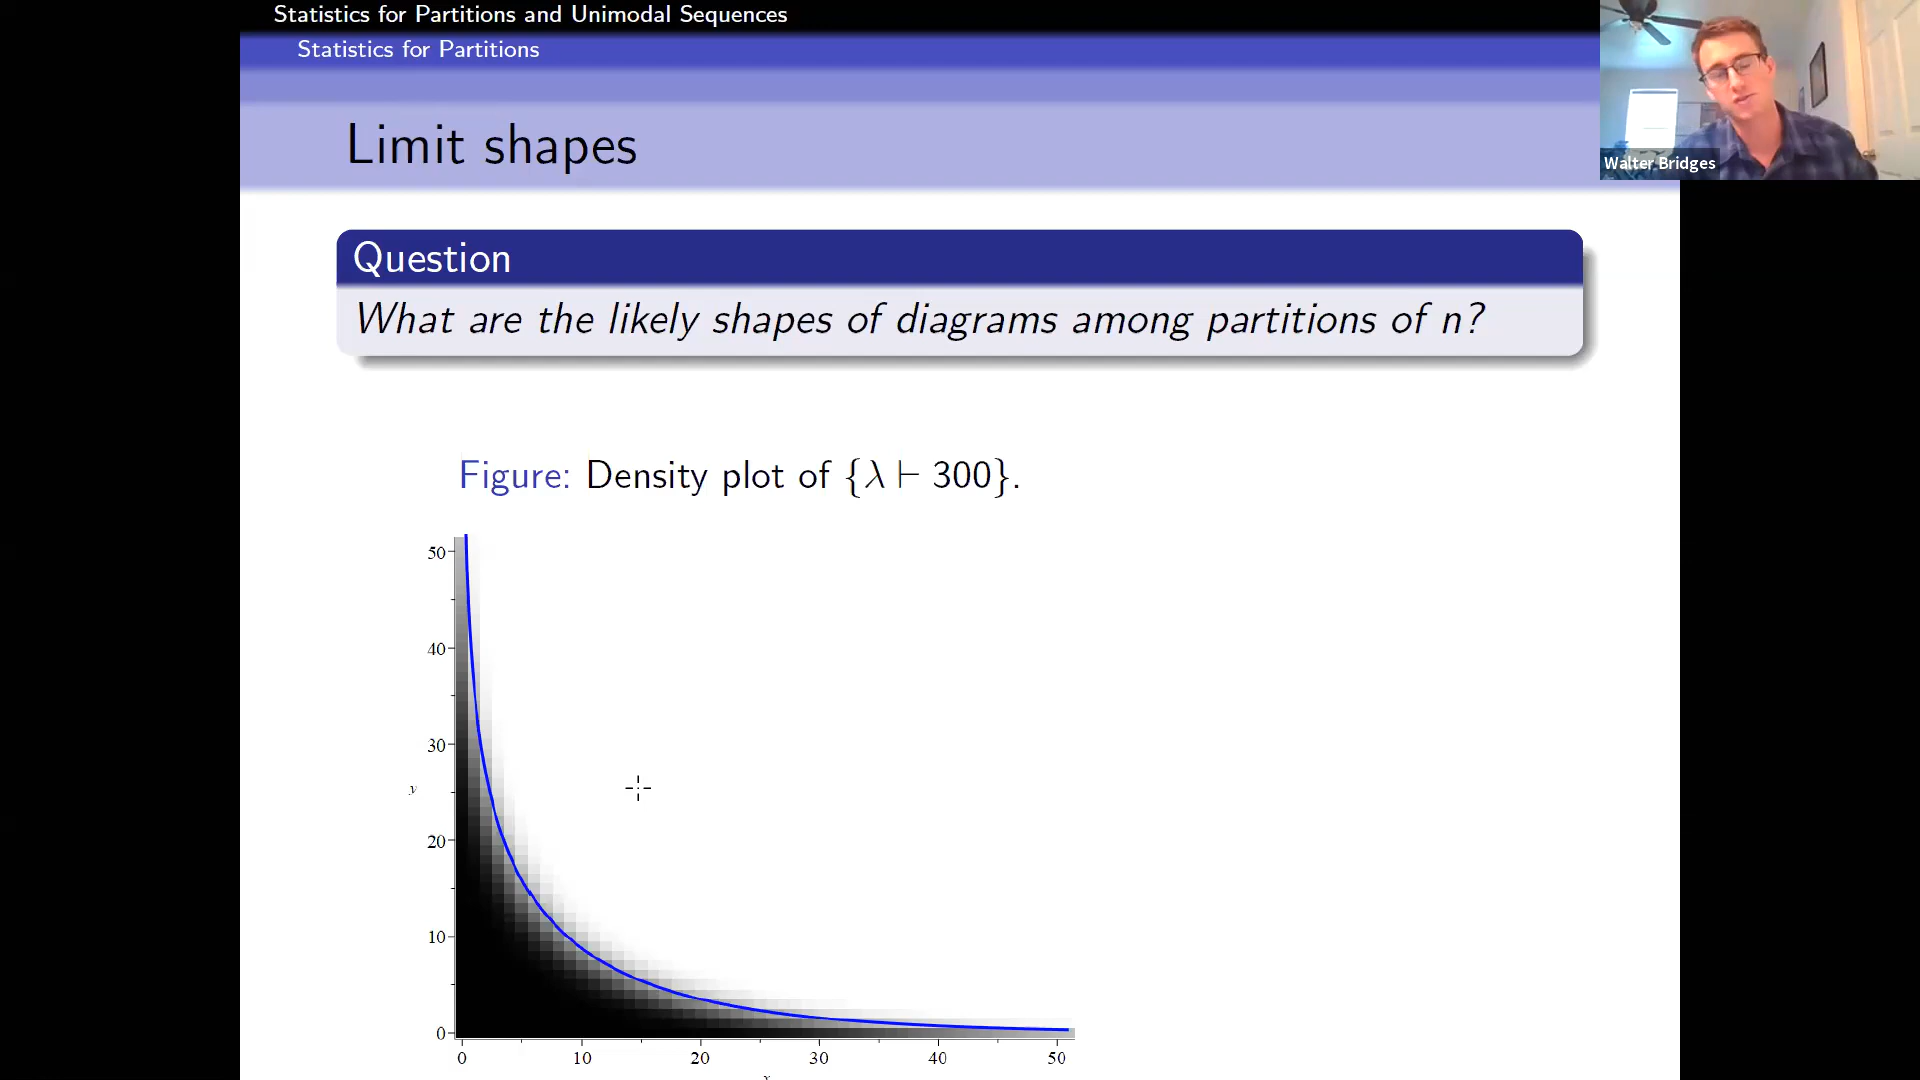 Statistics for Partitions and Unimodal Sequences
Statistics for Partitions
Limit shapes
Walter Bridges
Question
What are the likely shapes of diagrams among partitions of n?
Figure: Density plot of {λ ⊢ 300}.
50
40
30
y
20
10
0
0 10 20 30 40 50